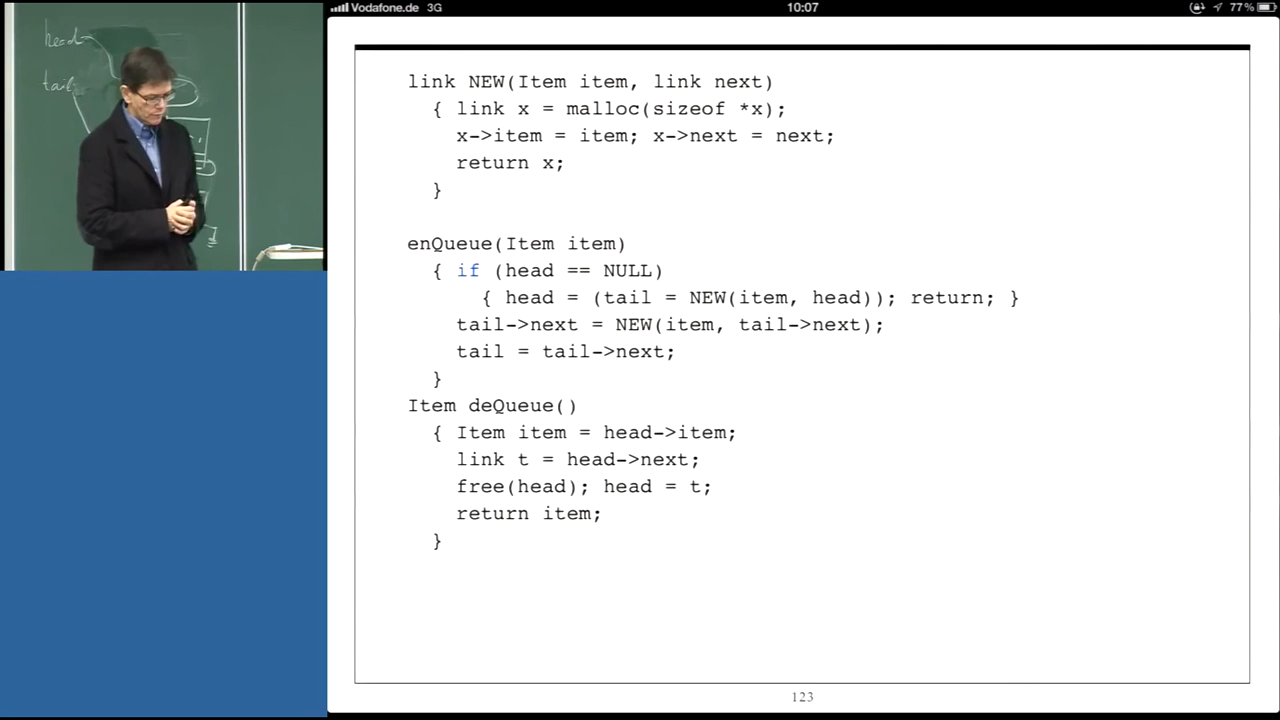 Vodafone.de 3G 10:07 77%
head
tail
link NEW(Item item, link next)
{ link x = malloc(sizeof *x);
x->item = item; x->next = next;
return x;
}
enQueue(Item item)
{ if (head == NULL)
{ head = (tail = NEW(item, head)); return; }
tail->next = NEW(item, tail->next);
tail = tail->next;
}
Item deQueue()
{ Item item = head->item;
link t = head->next;
free(head); head = t;
return item;
}
123